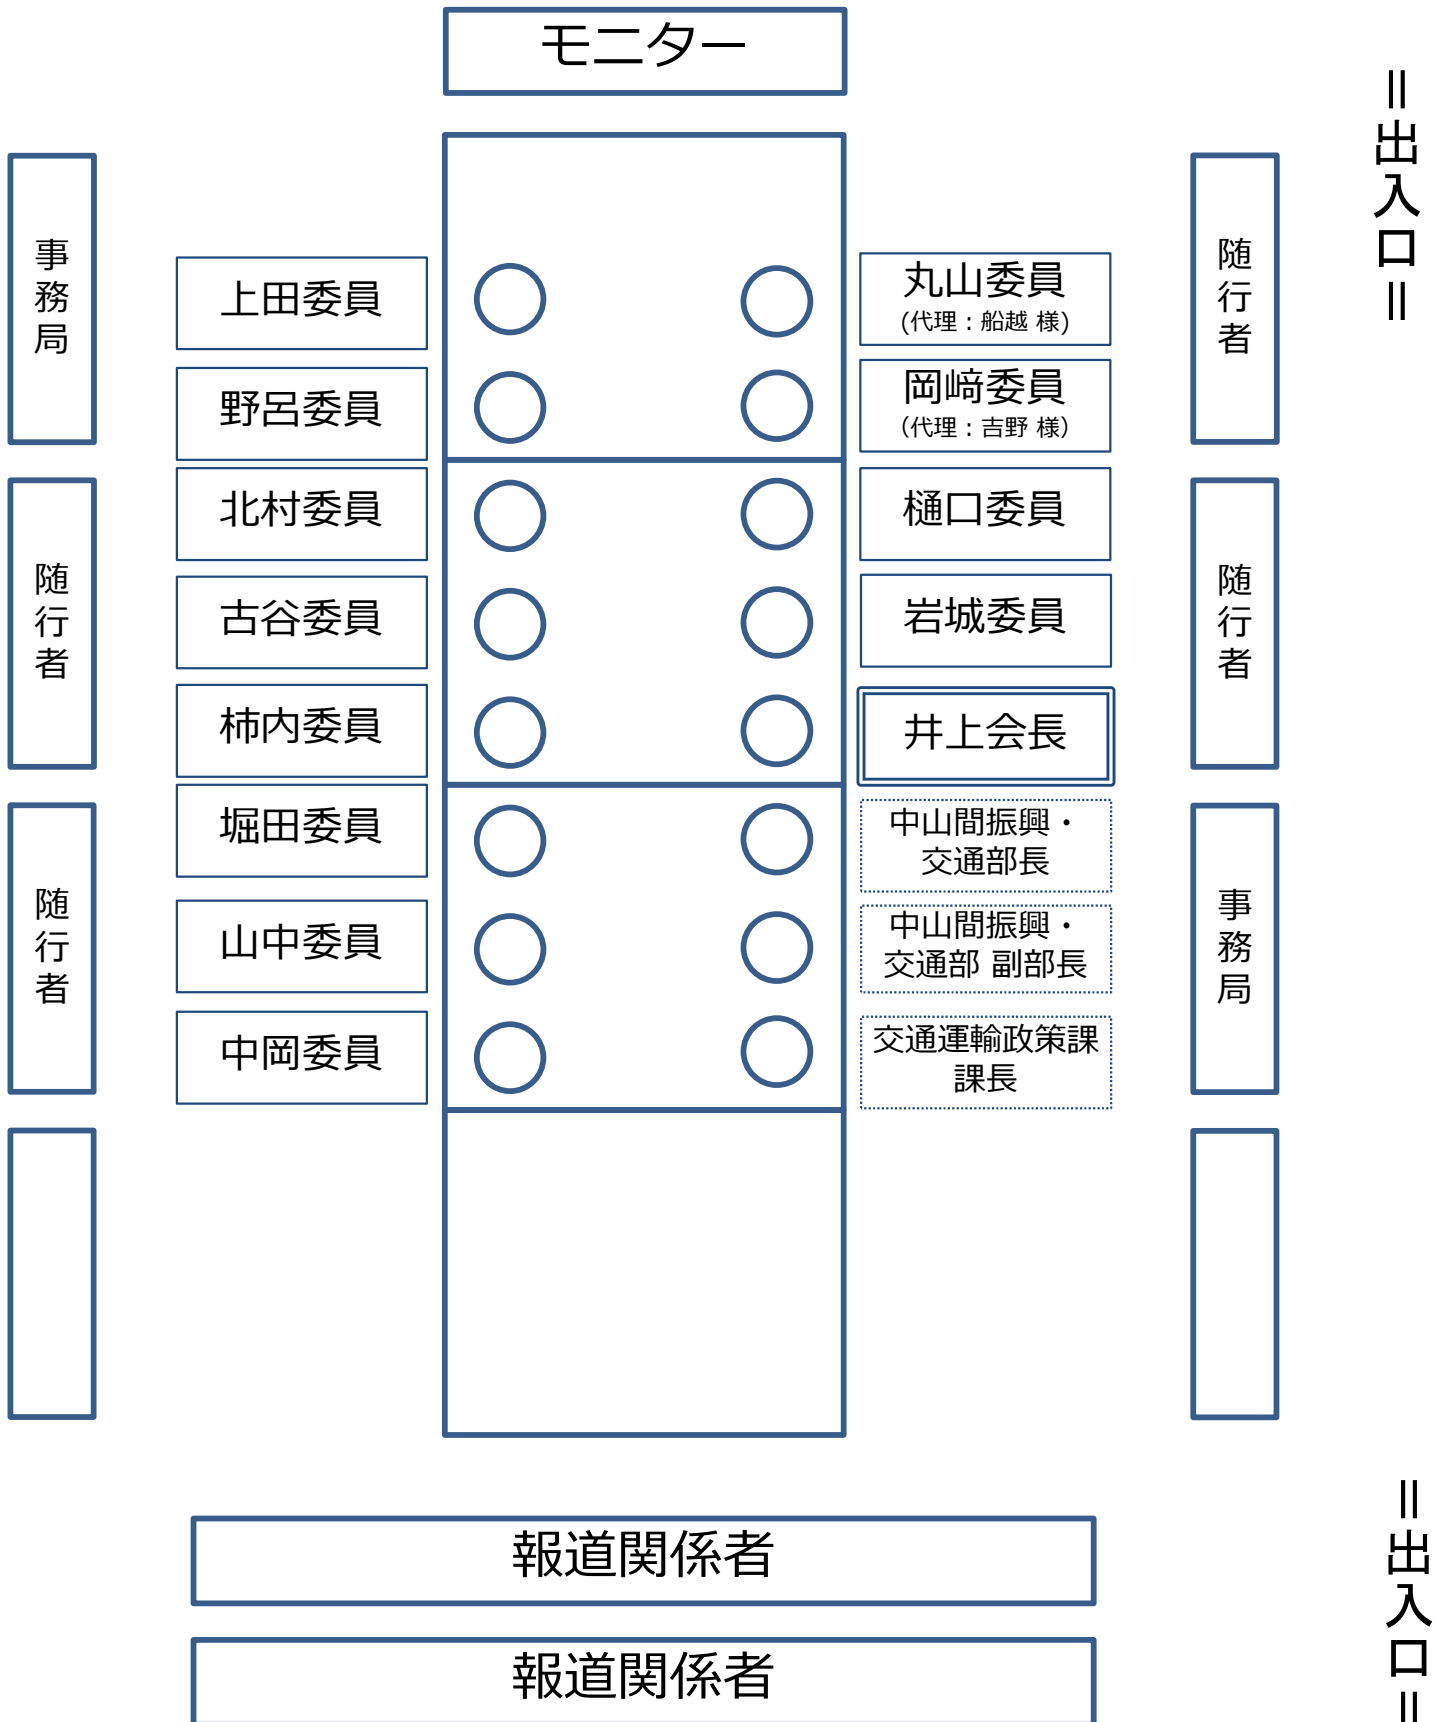 モニター
=出入口=
事務局
随行者
上田委員
丸山委員
(代理：船越 様)
野呂委員
岡﨑委員
（代理：吉野 様）
北村委員
樋口委員
随行者
随行者
古谷委員
岩城委員
柿内委員
井上会長
堀田委員
中山間振興・
交通部長
随行者
事務局
山中委員
中山間振興・
交通部 副部長
中岡委員
交通運輸政策課
課長
報道関係者
報道関係者
=出入口=